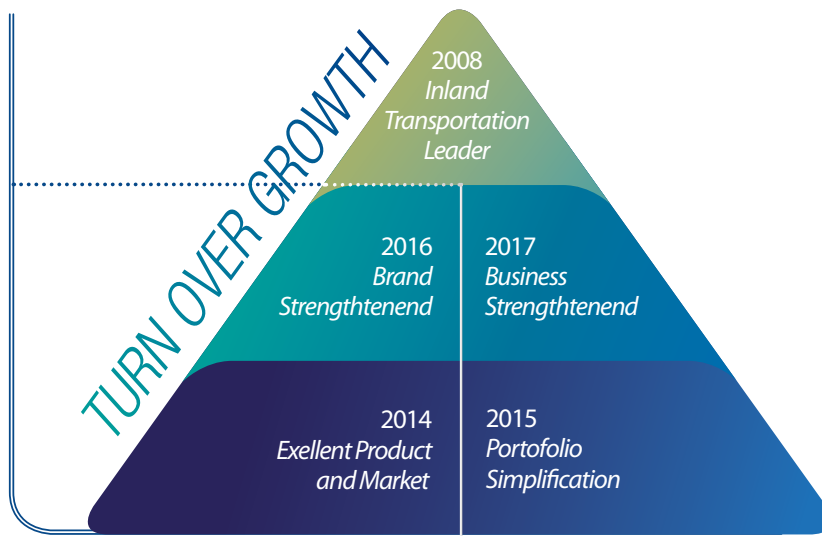 TURN OVER GROWTH
2008
Inland
Transportation
Leader
2016
Brand
Strengthtenend
2017
Business
Strengthtenend
2014
Exellent Product
and Market
2015
Portofolio
Simplification